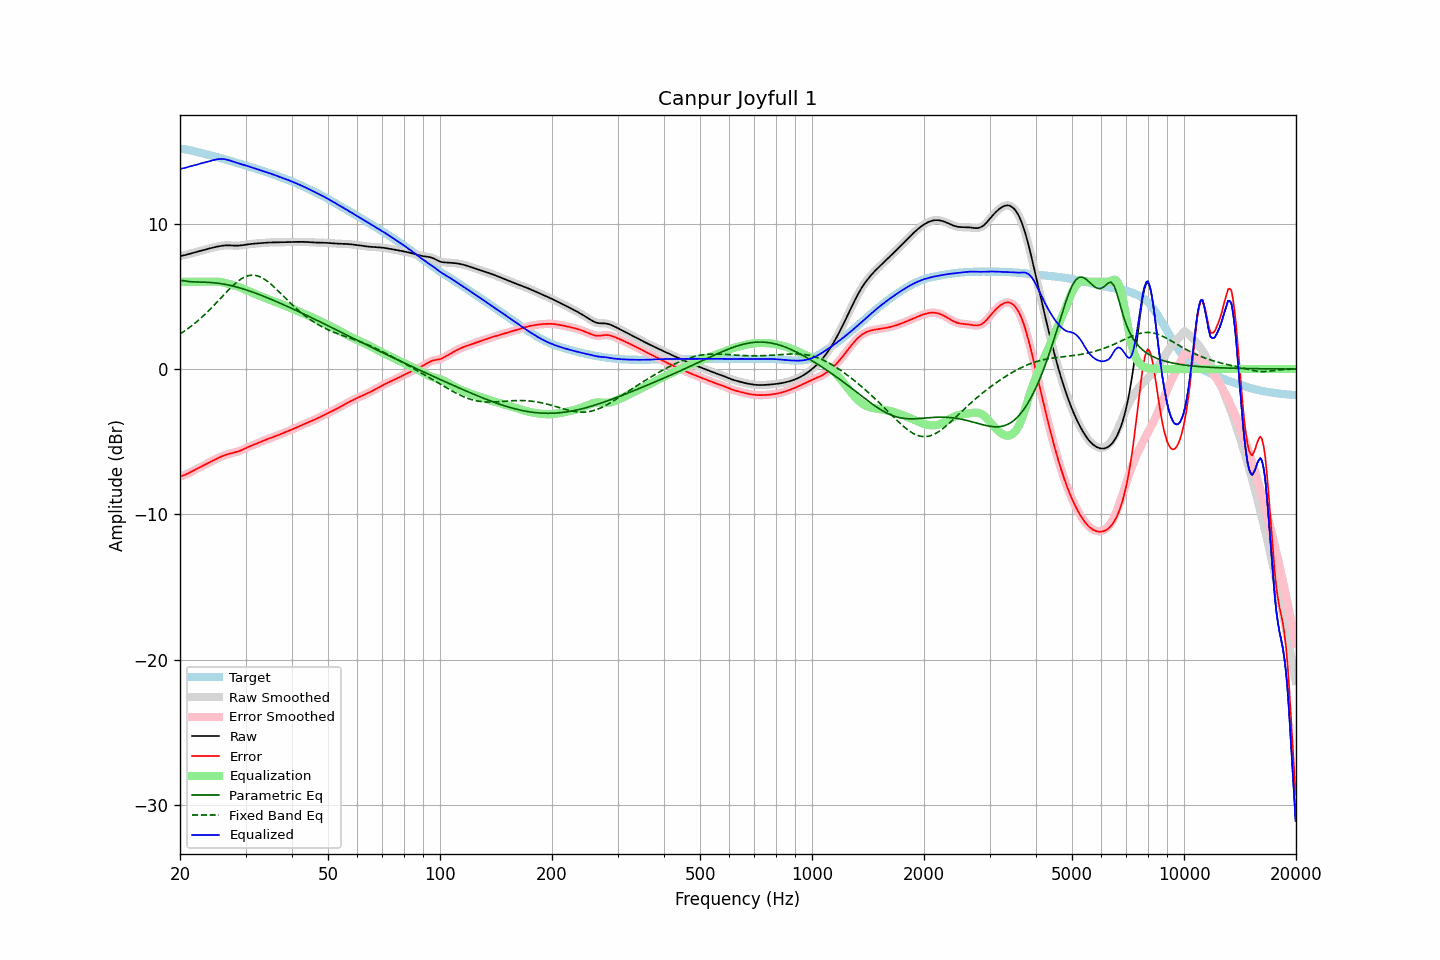 Canpur Joyfull 1
Amplitude (dBr)
10
0
−10
−20
−30
Target
Raw Smoothed
Error Smoothed
Raw
Error
Equalization
Parametric Eq
Fixed Band Eq
Equalized
20 50 100 200 500 1000 2000 5000 10000 20000
Frequency (Hz)